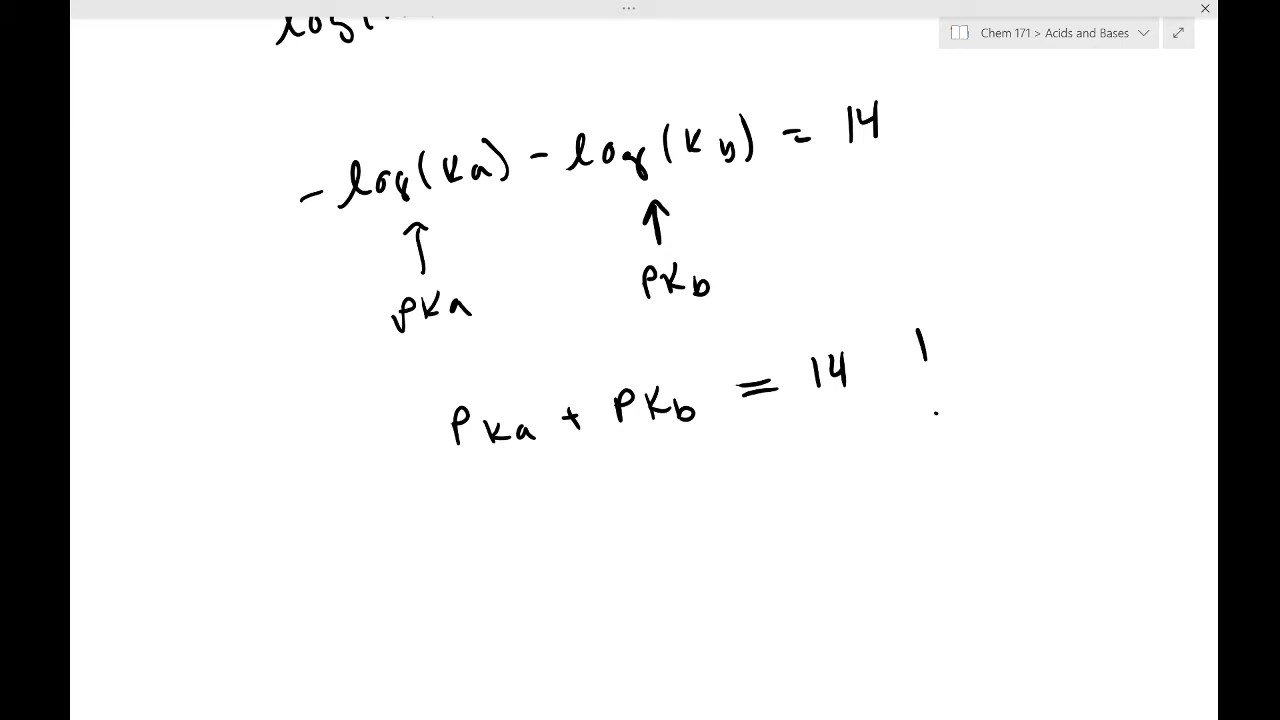 Chem 171 > Acids and Bases
- log(Ka) - log(Kb) = 14
pKa
pKb
pKa + pKb = 14 !